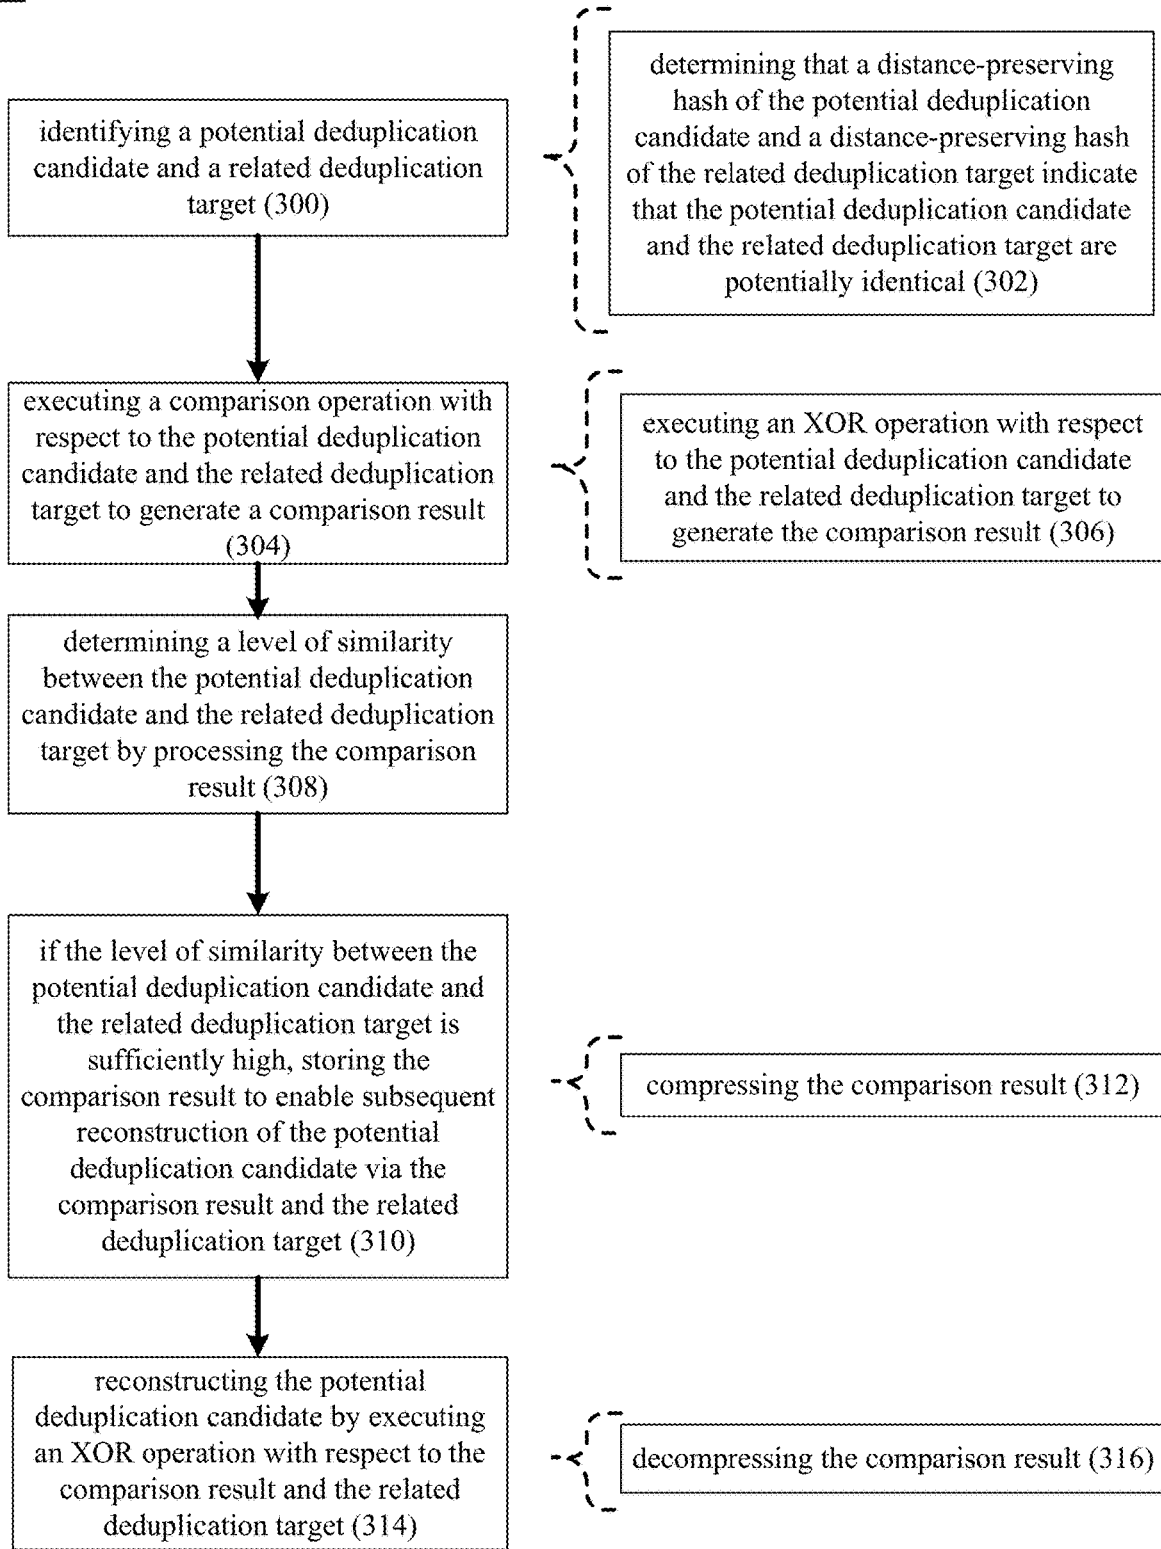 identifying a potential deduplication
candidate and a related deduplication
target (300)
determining that a distance-preserving
hash of the potential deduplication
candidate and a distance-preserving hash
of the related deduplication target indicate
that the potential deduplication candidate
and the related deduplication target are
potentially identical (302)
executing a comparison operation with
respect to the potential deduplication
candidate and the related deduplication
target to generate a comparison result
(304)
executing an XOR operation with respect
to the potential deduplication candidate
and the related deduplication target to
generate the comparison result (306)
determining a level of similarity
between the potential deduplication
candidate and the related deduplication
target by processing the comparison
result (308)
if the level of similarity between the
potential deduplication candidate and
the related deduplication target is
sufficiently high, storing the
comparison result to enable subsequent
reconstruction of the potential
deduplication candidate via the
comparison result and the related
deduplication target (310)
compressing the comparison result (312)
reconstructing the potential
deduplication candidate by executing
an XOR operation with respect to the
comparison result and the related
deduplication target (314)
decompressing the comparison result (316)